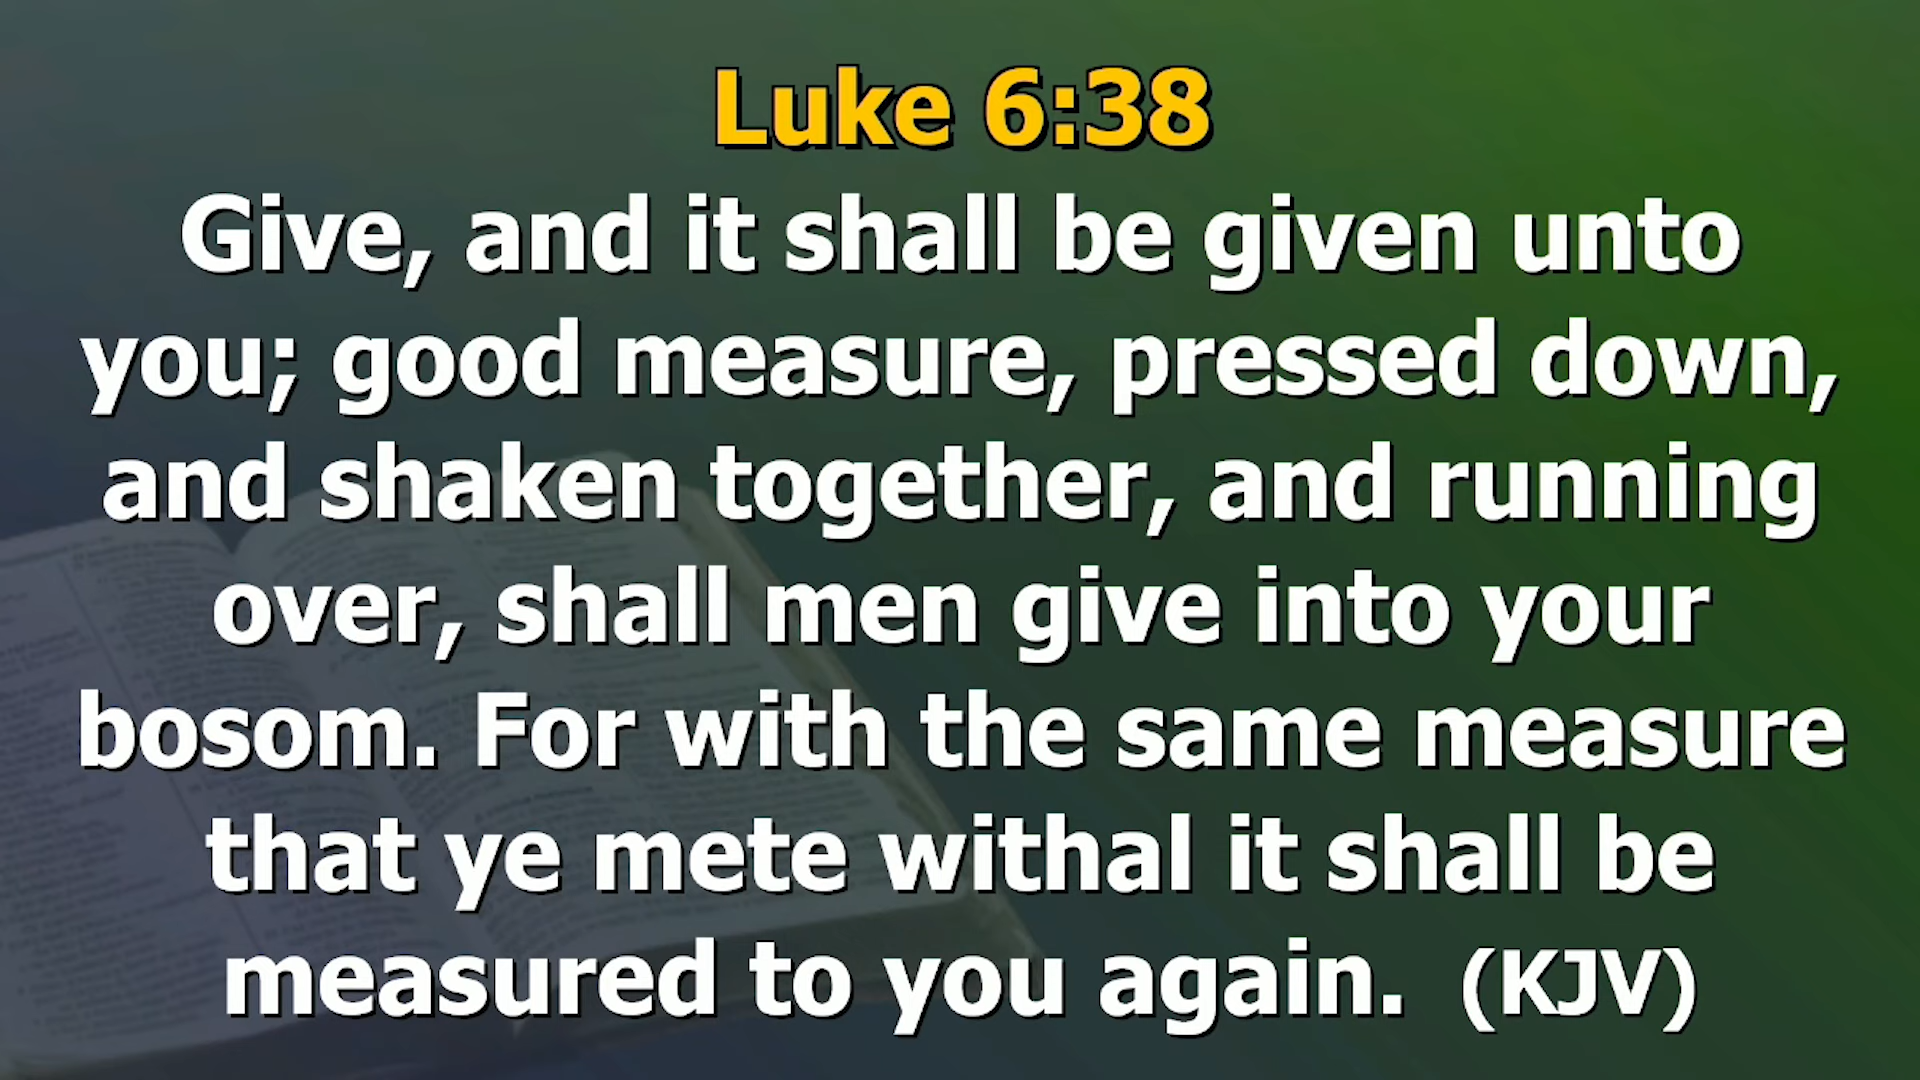 Luke 6:38
Give, and it shall be given unto
you; good measure, pressed down,
and shaken together, and running
over, shall men give into your
bosom. For with the same measure
that ye mete withal it shall be
measured to you again. (KJV)